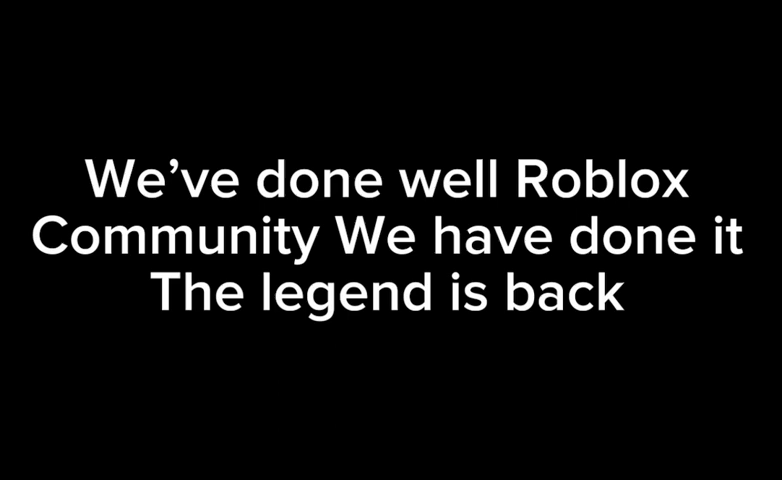 We’ve done well Roblox
Community We have done it
The legend is back